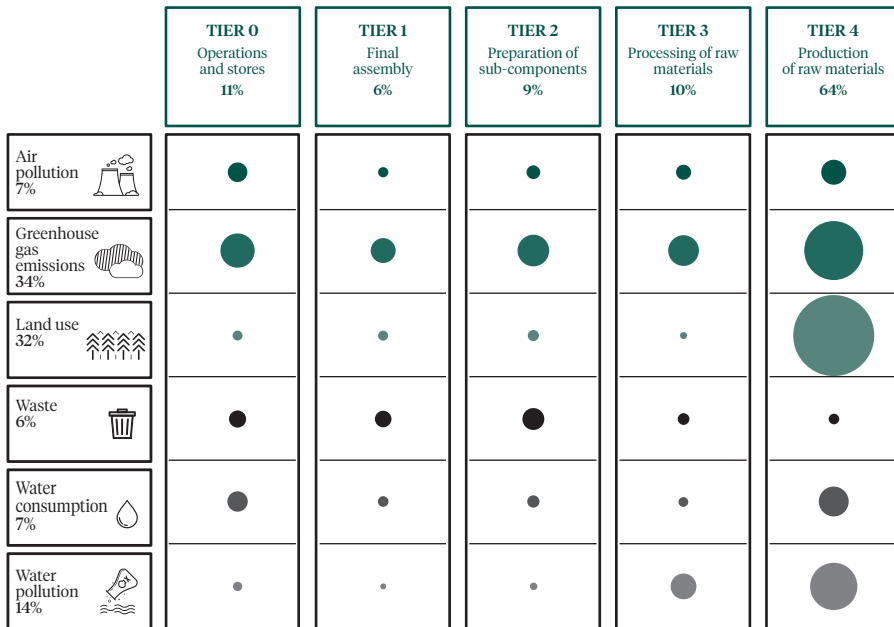 TIER 0
Operations
and stores
11%
TIER 1
Final
assembly
6%
TIER 2
Preparation of
sub-components
9%
TIER 3
Processing of raw
materials
10%
TIER 4
Production
of raw materials
64%
Air
pollution
7%
Greenhouse
gas
emissions
34%
Land use
32%
Waste
6%
Water
consumption
7%
Water
pollution
14%